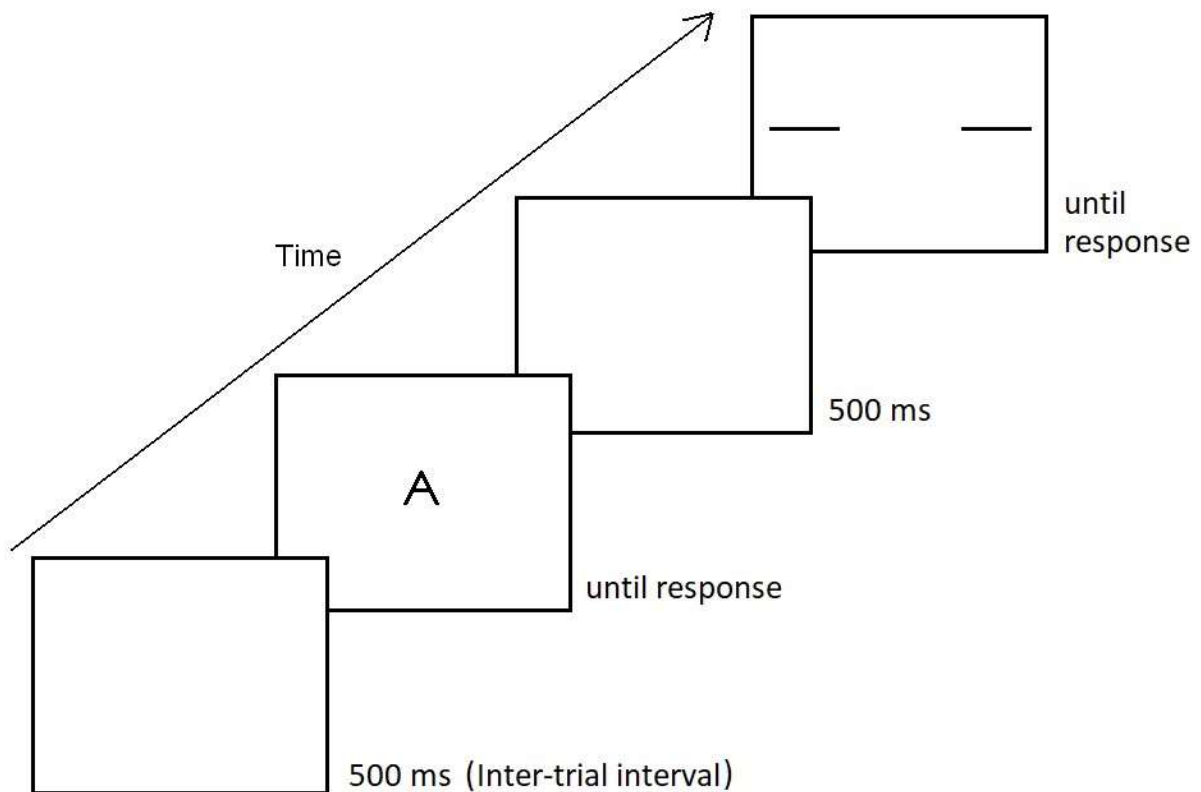 until
response
Time
500 ms
A
until response
500 ms (Inter-trial interval)